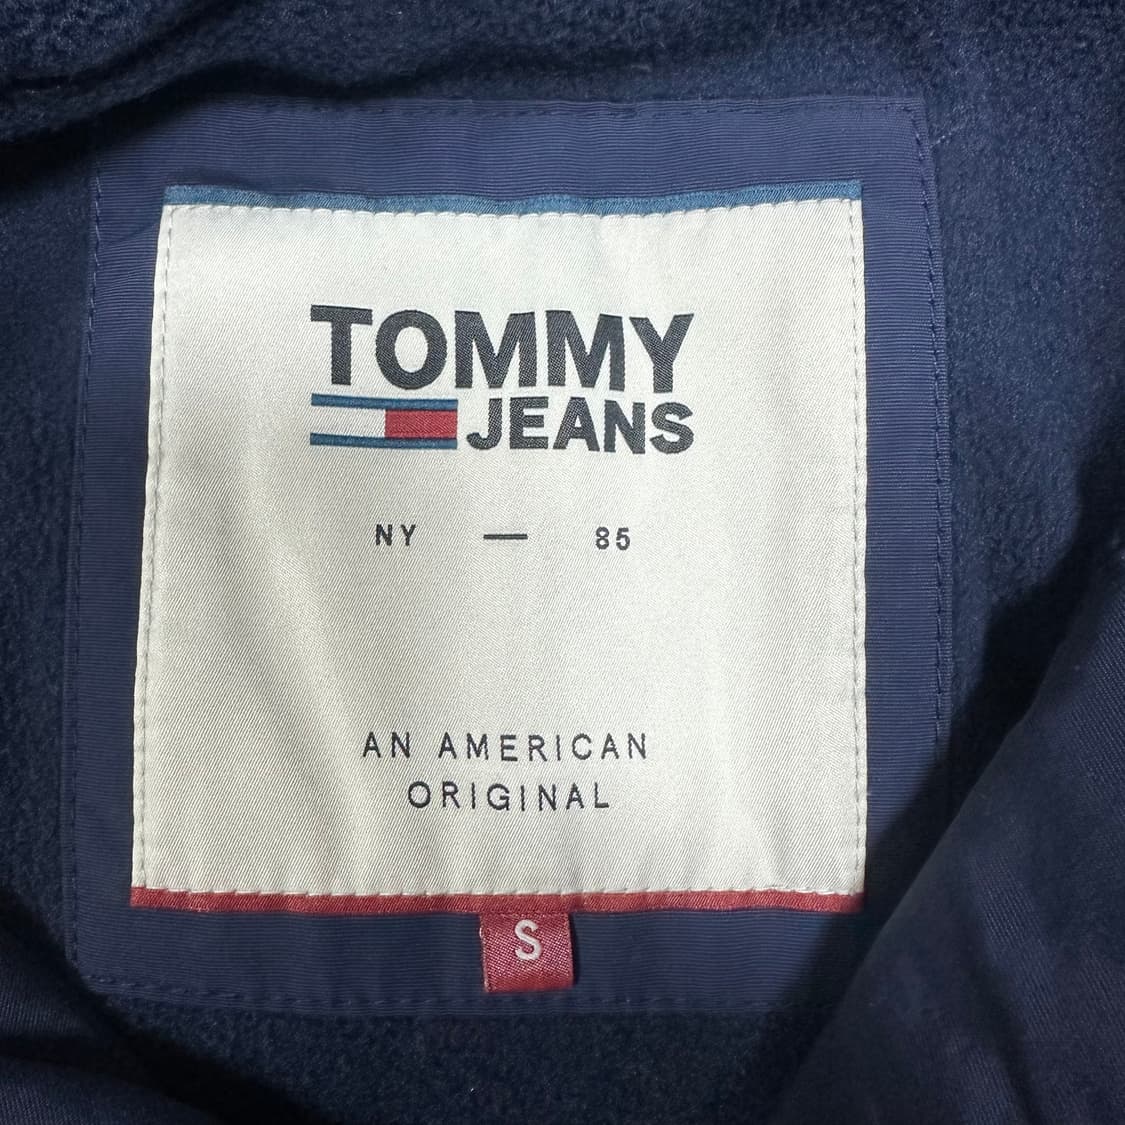 TOMMY
JEANS
NY — 85
AN AMERICAN
ORIGINAL
S